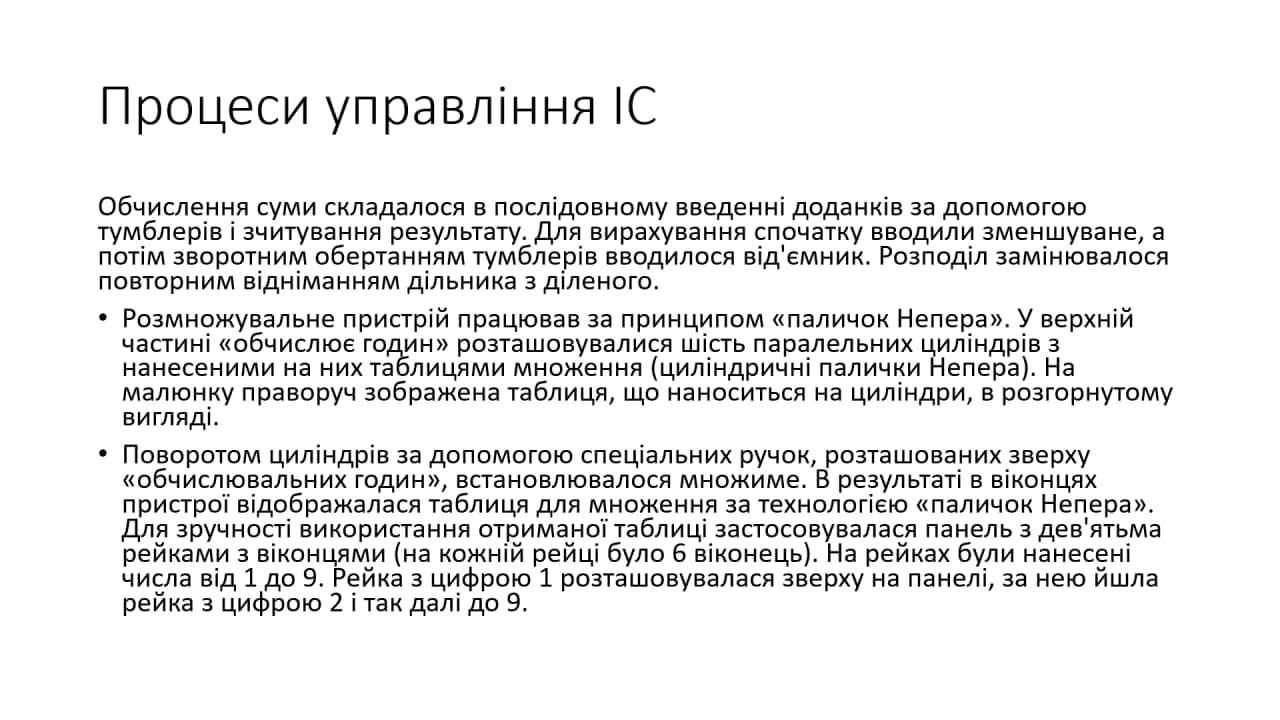 Процеси управління ІС
Обчислення суми складалося в послідовному введенні доданків за допомогою
тумблерів і зчитування результату. Для вирахування спочатку вводили зменшуване, а
потім зворотним обертанням тумблерів вводилося від'ємник. Розподіл замінювалося
повторним відніманням дільника з діленого.
• Розмножувальне пристрій працював за принципом «паличок Непера». У верхній
частині «обчислює годин» розташовувалися шість паралельних циліндрів з
нанесеними на них таблицями множення (циліндричні палички Непера). На
малюнку праворуч зображена таблиця, що наноситься на циліндри, в розгорнутому
вигляді.
• Поворотом циліндрів за допомогою спеціальних ручок, розташованих зверху
«обчислювальних годин», встановлювалося множиме. В результаті в віконцях
пристрої відображалася таблиця для множення за технологією «паличок Непера».
Для зручності використання отриманої таблиці застосовувалася панель з дев'ятьма
рейками з віконцями (на кожній рейці було 6 віконець). На рейках були нанесені
числа від 1 до 9. Рейка з цифрою 1 розташовувалася зверху на панелі, за нею йшла
рейка з цифрою 2 і так далі до 9.